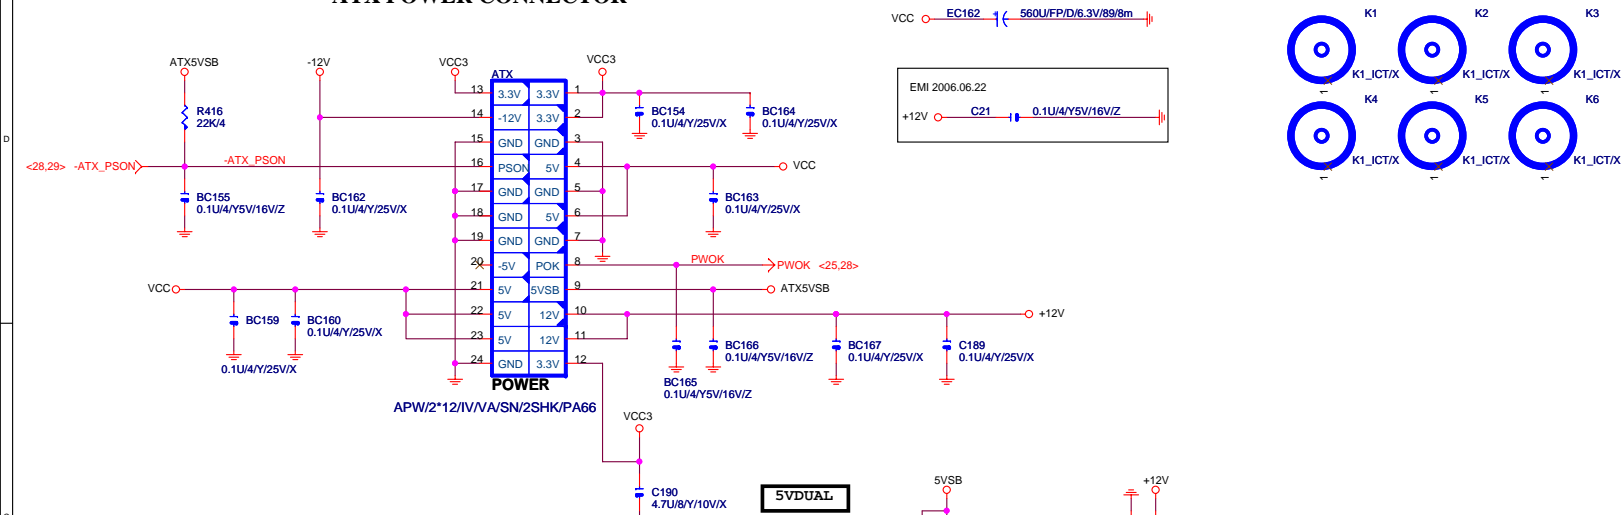 ATX POWER CONNECTOR
VCC EC162 560U/FP/D/6.3V/89/8m
K1 K2 K3
K1_ICT/X K1_ICT/X K1_ICT/X
1 1 1
K4 K5 K6
K1_ICT/X K1_ICT/X K1_ICT/X
1 1 1
EMI 2006.06.22
+12V C21 0.1U/4/Y5V/16V/Z
ATX5VSB -12V VCC3 VCC3
ATX
13 3.3V 3.3V 1
14 -12V 3.3V 2
15 GND GND 3
16 PSON 5V 4 VCC
17 GND GND 5
18 GND 5V 6
19 GND GND 7
20 -5V POK 8 PWOK PWOK <25,28>
21 5V 5VSB 9 ATX5VSB
22 5V 12V 10 +12V
23 5V 12V 11
24 GND 3.3V 12
POWER
APW/2*12/IV/VA/SN/2SHK/PA66
R416
22K/4
BC154
0.1U/4/Y/25V/X
BC164
0.1U/4/Y/25V/X
D
<28,29> -ATX_PSON -ATX_PSON
BC155
0.1U/4/Y5V/16V/Z
BC162
0.1U/4/Y/25V/X
BC163
0.1U/4/Y/25V/X
VCC
BC159
0.1U/4/Y/25V/X
BC160
0.1U/4/Y/25V/X
BC165
0.1U/4/Y5V/16V/Z
BC166
0.1U/4/Y5V/16V/Z
BC167
0.1U/4/Y/25V/X
C189
0.1U/4/Y/25V/X
VCC3
C190
4.7U/8/Y/10V/X
5VDUAL
5VSB
+12V